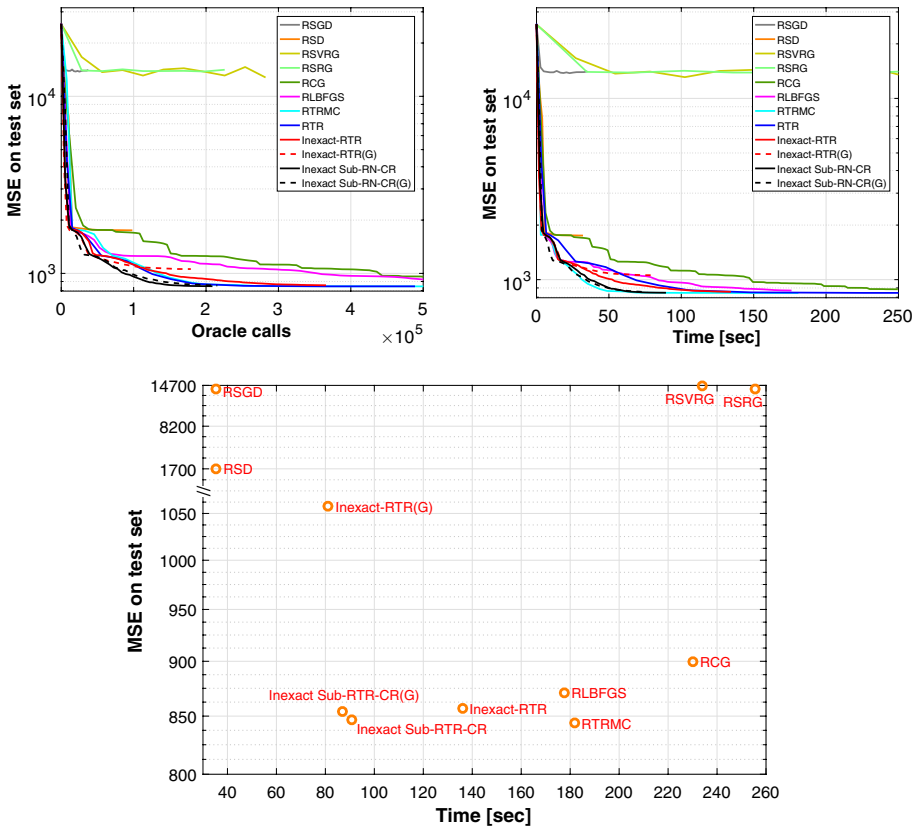 MSE on test set
10^4
10^3
0
1
2
3
4
5
Oracle calls
×10^5
RSGD
RSD
RSVRG
RSRG
RCG
RLBFGS
RTRMC
RTR
Inexact-RTR
Inexact-RTR(G)
Inexact Sub-RN-CR
Inexact Sub-RN-CR(G)
MSE on test set
10^4
10^3
0
50
100
150
200
250
Time [sec]
RSGD
RSD
RSVRG
RSRG
RCG
RLBFGS
RTRMC
RTR
Inexact-RTR
Inexact-RTR(G)
Inexact Sub-RN-CR
Inexact Sub-RN-CR(G)
MSE on test set
14700
8200
1700
1050
1000
950
900
850
800
RSGD
RSVRG
RSRG
RSD
Inexact-RTR(G)
RCG
Inexact Sub-RTR-CR(G)
RLBFGS
Inexact-RTR
Inexact Sub-RTR-CR
RTRMC
40
60
80
100
120
140
160
180
200
220
240
260
Time [sec]